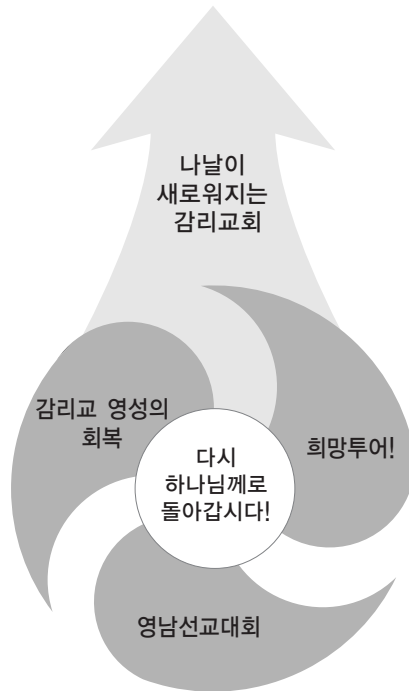 나날이
새로워지는
감리교회
감리교 영성의
회복
다시
하나님께로
돌아갑시다!
희망투어!
영남선교대회